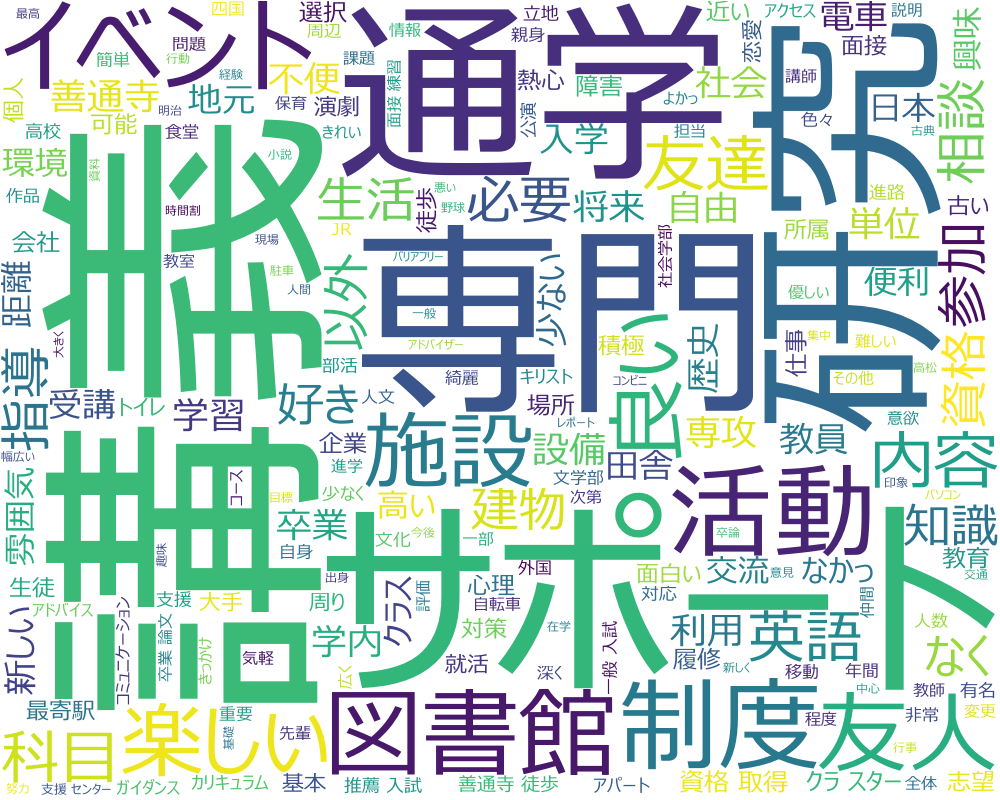 最高
四国
選択
立地
近い
アクセス
説明
イベント
通学
究
電車
問題
情報
周辺
親身
恋愛
興味
簡単
行動
課題
面接
不便
熱心
障害
社会
講師
個人
善通寺
経験
地元
保育
演劇
面接 練習
よかっ
日本
相談
明治
公演
色々
高校
可能
食堂
きれい
入学
担当
古典
環境
小説
友達
進路
資料
生活
悪い
必要
将来
自由
単位
古い
作品
時間割
徒歩
野球
所属
会社
JR
講義
現場
バリアフリー
専門
社会学部
研
参加
教室
少ない
便利
距離
駐車
以外
人間
優しい
一般
良い
歴史
仕事
集中
難しい
資格
大きく
アドバイザー
積極
部活
綺麗
キリスト
コンビニ
その他
高松
指導
受講
トイレ
学習
好き
人文
場所
施設
レポート
専攻
教員
意欲
内容
幅広い
企業
設備
田舎
進学
文学部
印象
雰囲気
コース
目標
少なく
高い
建物
次第
活動
パソコン
卒業
サポート
卒論
知識
自身
文化
今後
一部
教育
趣味
外国
面白い
交流
意見
なかっ
交通
生徒
出身
心理
アドバイス
支援
大手
周り
クラス
評価
自転車
対応
仲間
新しい
コミュニケーション
卒業 論文
きっかけ
学内
対策
在学
利用
英語
人数
なく
気軽
就活
一般 入試
履修
広く
深く
新しく
移動
年間
教師
有名
最寄駅
重要
楽しい
図書館
制度
中心
友人
科目
基礎
先輩
程度
非常
変更
行事
努力
支援 センター
ガイダンス
カリキュラム
基本
推薦 入試
善通寺 徒歩
アパート
資格 取得
クラ スター
全体
志望